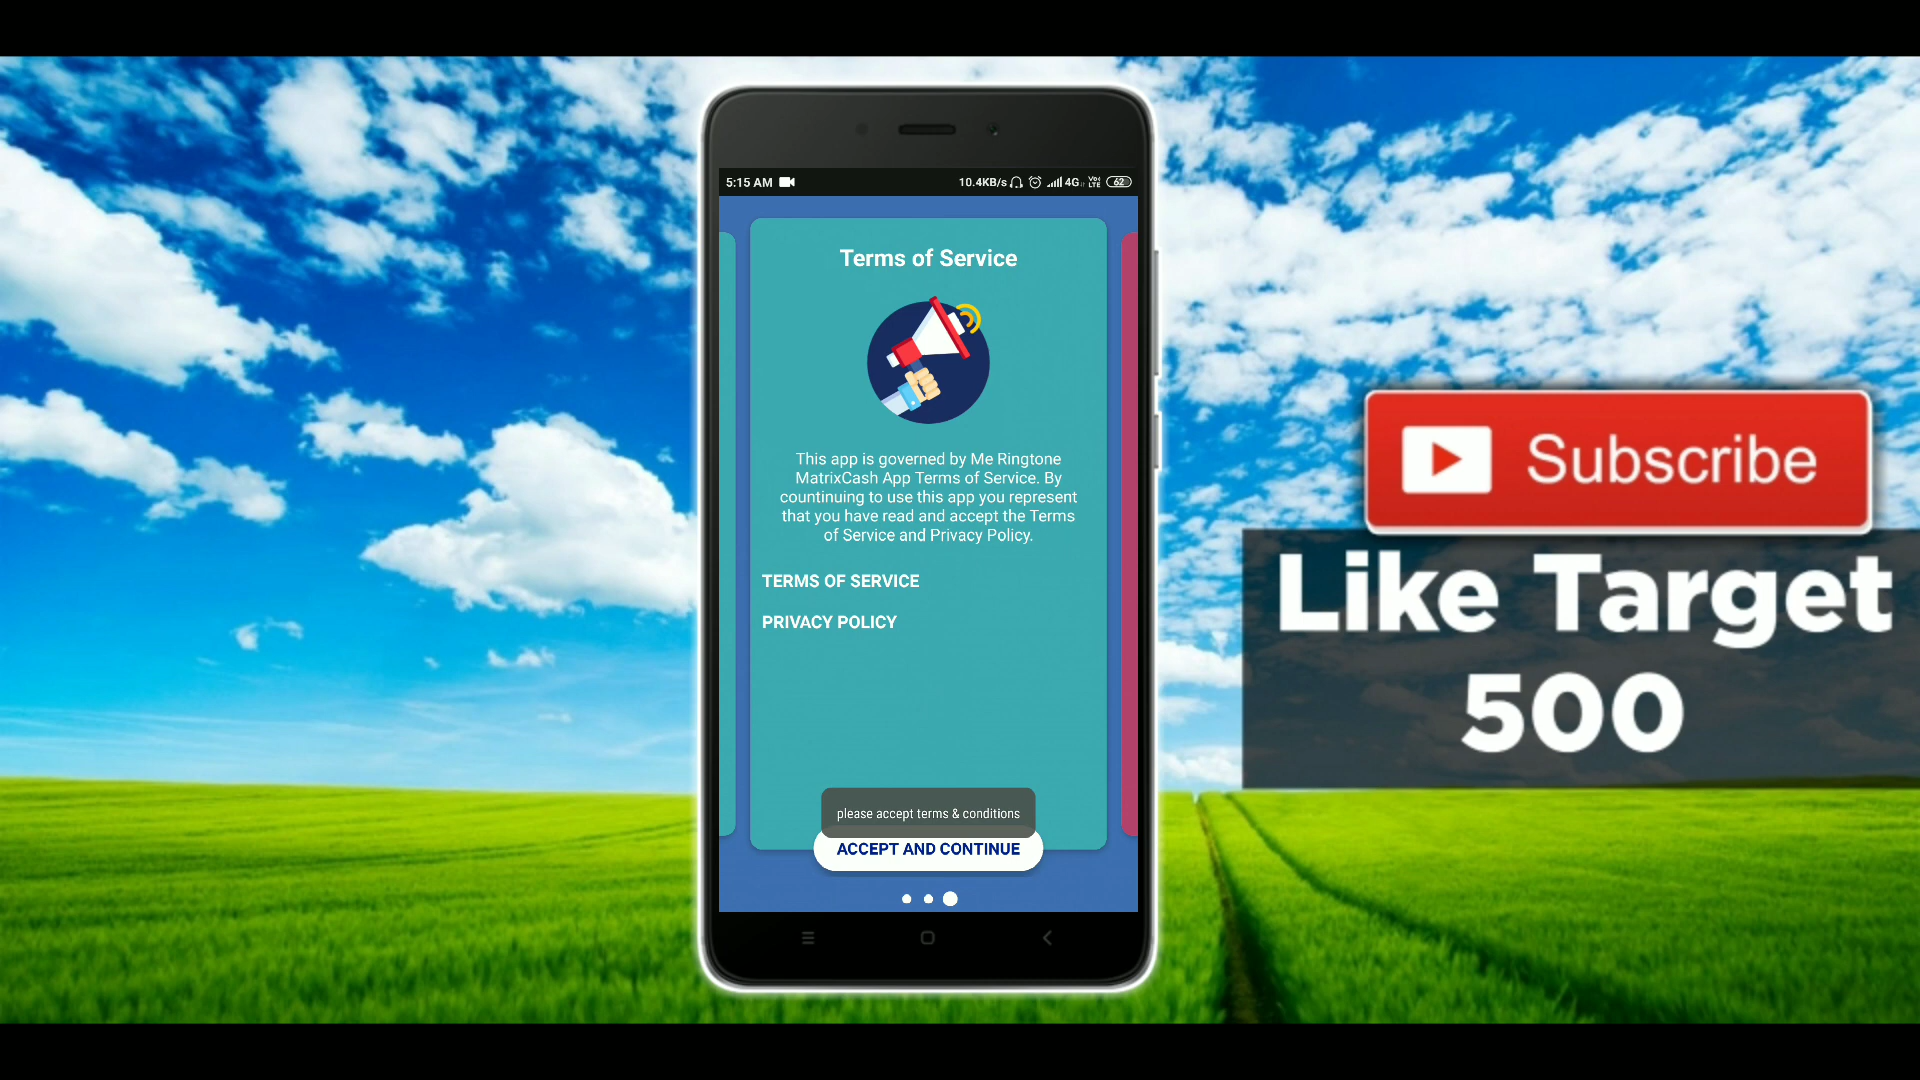 5:15 AM
10.4KB/s 4G Vo LTE 62
Terms of Service
This app is governed by Me Ringtone
MatrixCash App Terms of Service. By
countinuing to use this app you represent
that you have read and accept the Terms
of Service and Privacy Policy.
TERMS OF SERVICE
PRIVACY POLICY
please accept terms & conditions
ACCEPT AND CONTINUE
Subscribe
Like Target
500